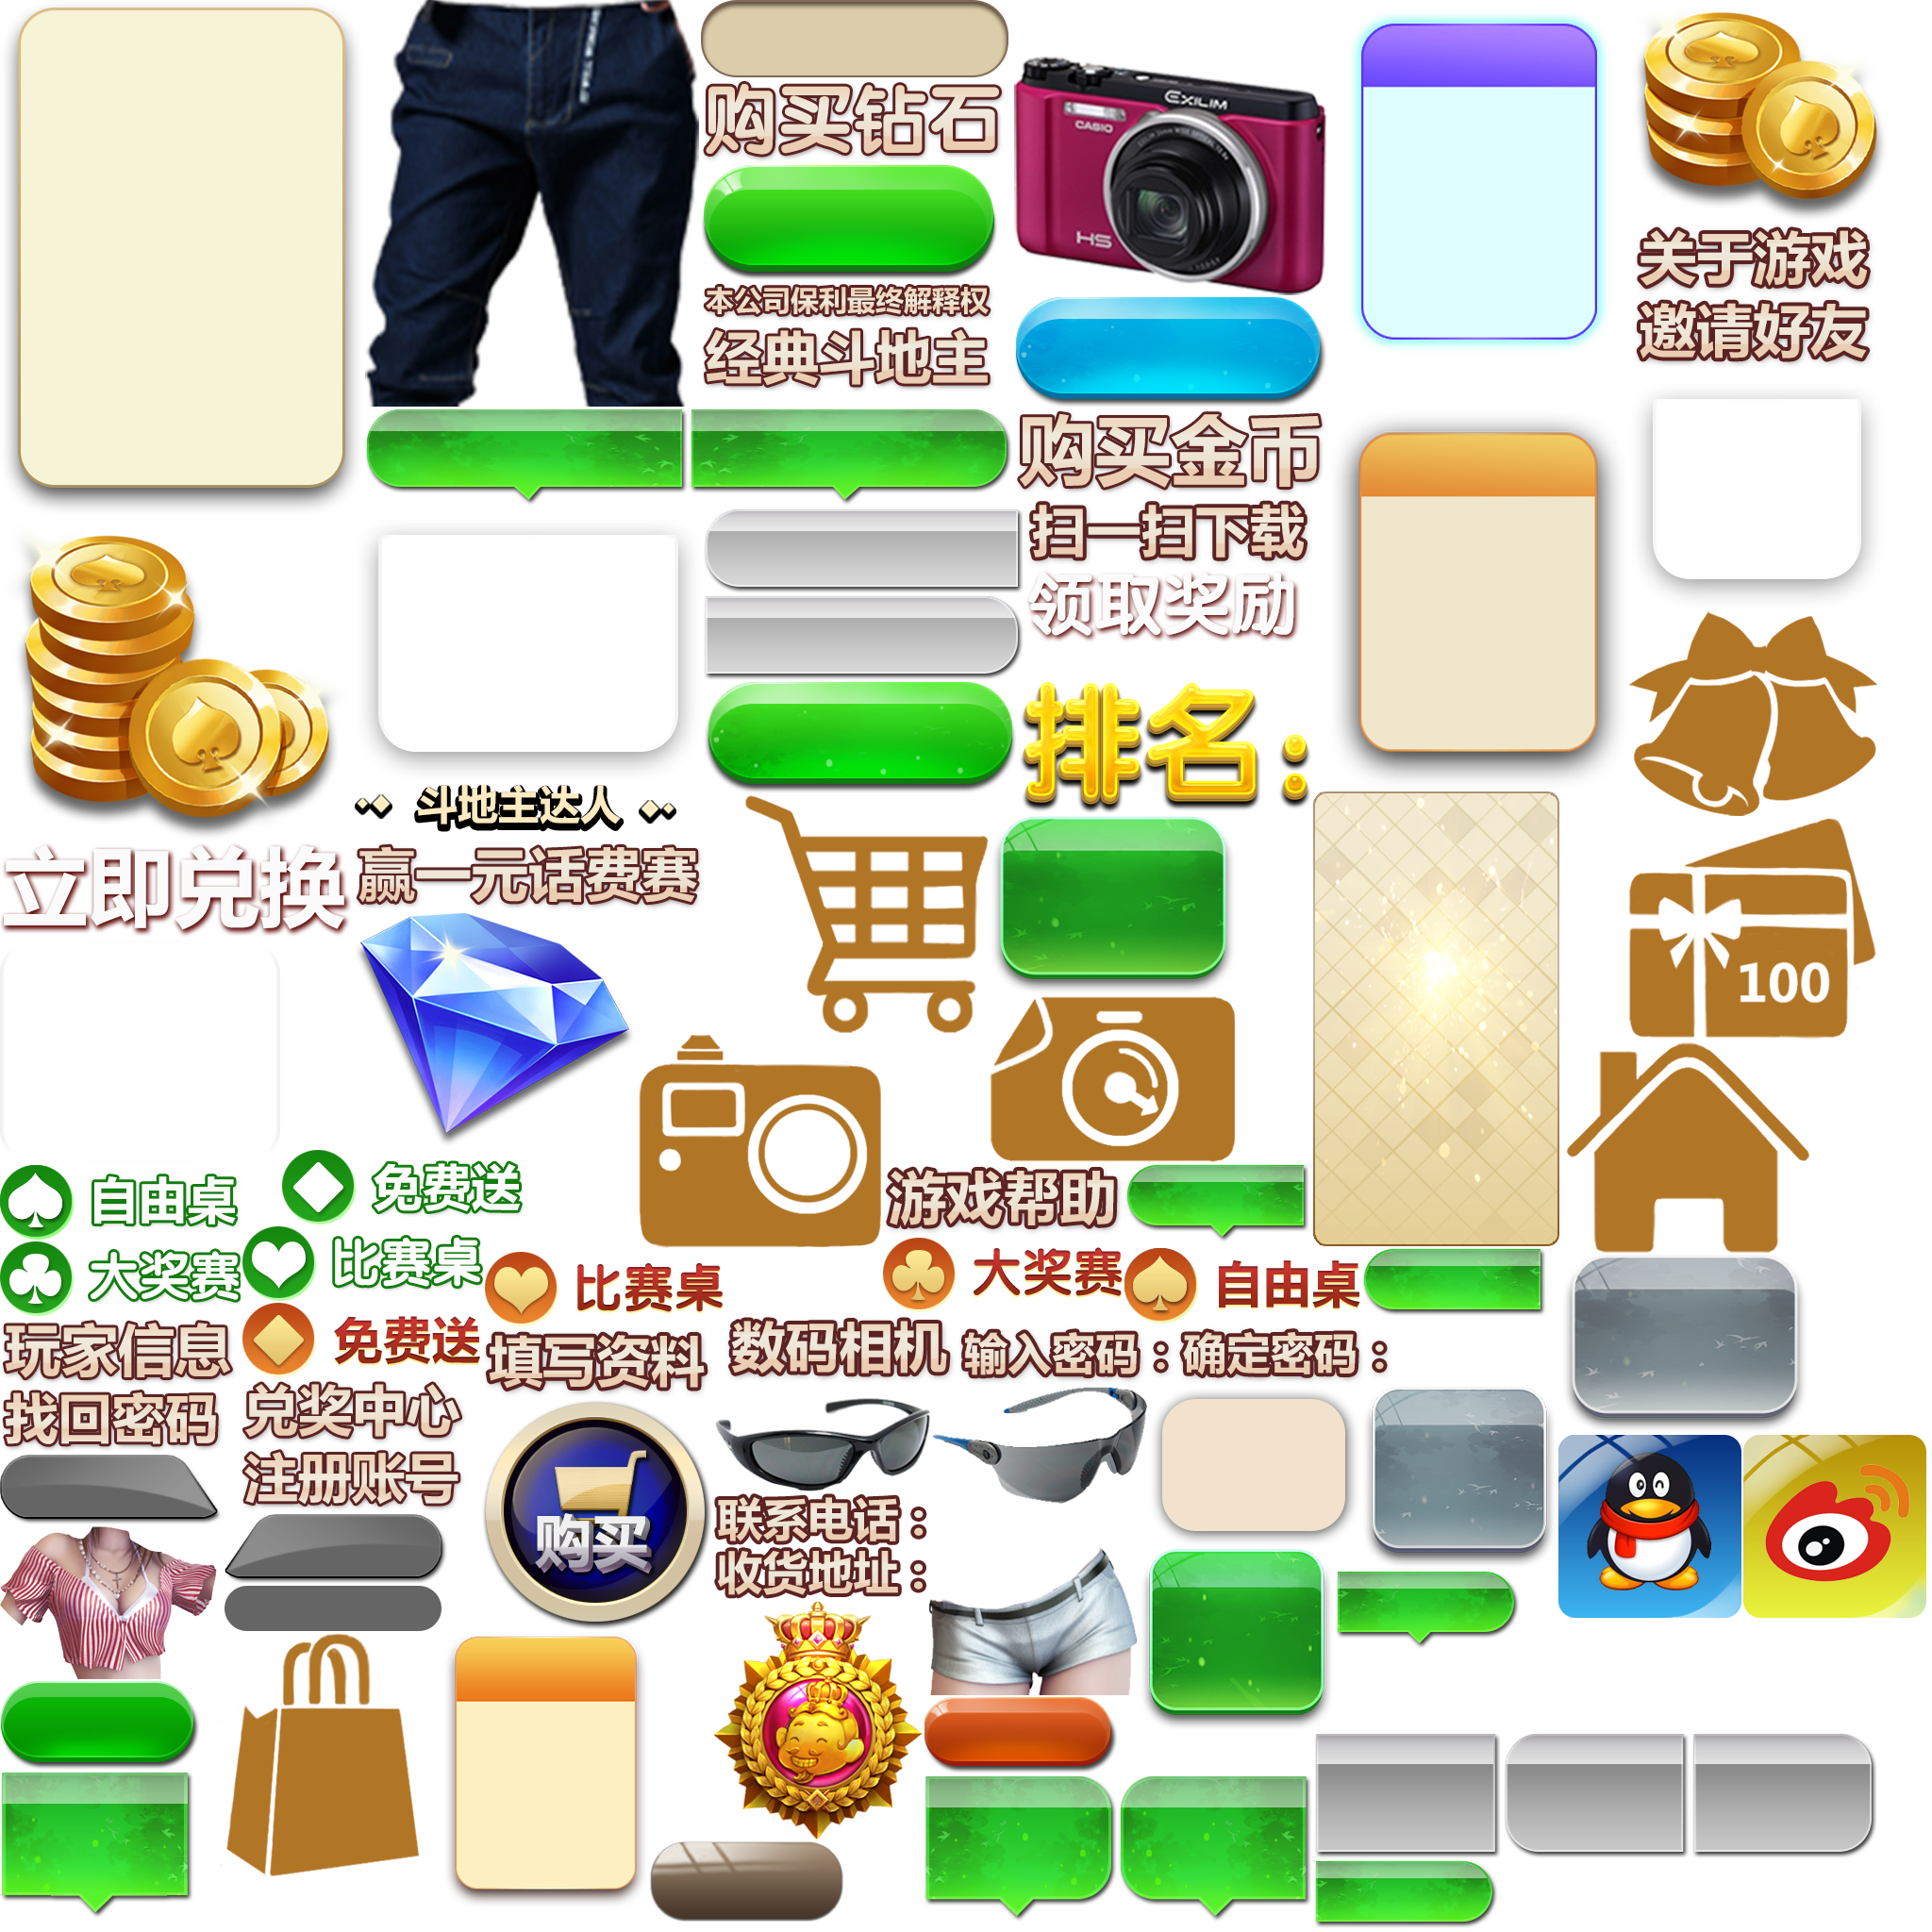 购买钻石
EXILIM
CASIO
HS
关于游戏
本公司保利最终解释权
邀请好友
经典斗地主
购买金币
扫一扫下载
领取奖励
排名:
斗地主达人
立即兑换
赢一元话费赛
100
自由桌
免费送
游戏帮助
大奖赛
比赛桌
比赛桌
大奖赛
自由桌
玩家信息
免费送
填写资料
数码相机
输入密码:
确定密码:
找回密码
兑奖中心
注册账号
购买
联系电话:
收货地址: